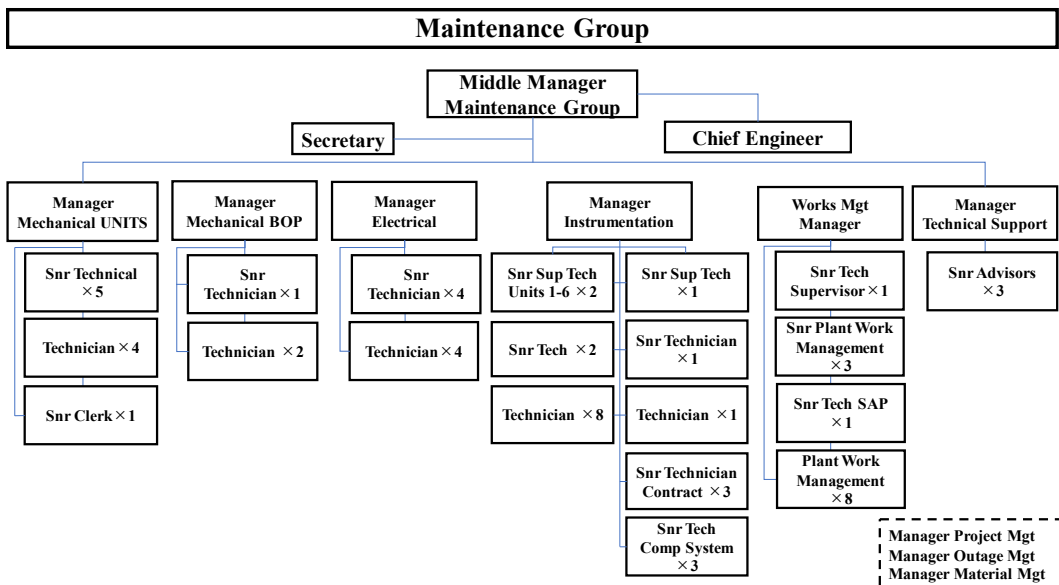 Maintenance Group
Middle Manager
Maintenance Group
Secretary
Chief Engineer
Manager
Mechanical UNITS
Snr Technical
×5
Technician×4
Snr Clerk×1
Manager
Mechanical BOP
Snr
Technician×1
Technician ×2
Manager
Electrical
Snr
Technician×4
Technician×4
Manager
Instrumentation
Snr Sup Tech
Units 1-6 ×2
Snr Tech ×2
Technician ×8
Snr Sup Tech
×1
Snr Technician
×1
Technician ×1
Snr Technician
Contract ×3
Snr Tech
Comp System
×3
Works Mgt
Manager
Snr Tech
Supervisor×1
Snr Plant Work
Management
×3
Snr Tech SAP
×1
Plant Work
Management
×8
Manager
Technical Support
Snr Advisors
×3
Manager Project Mgt
Manager Outage Mgt
Manager Material Mgt